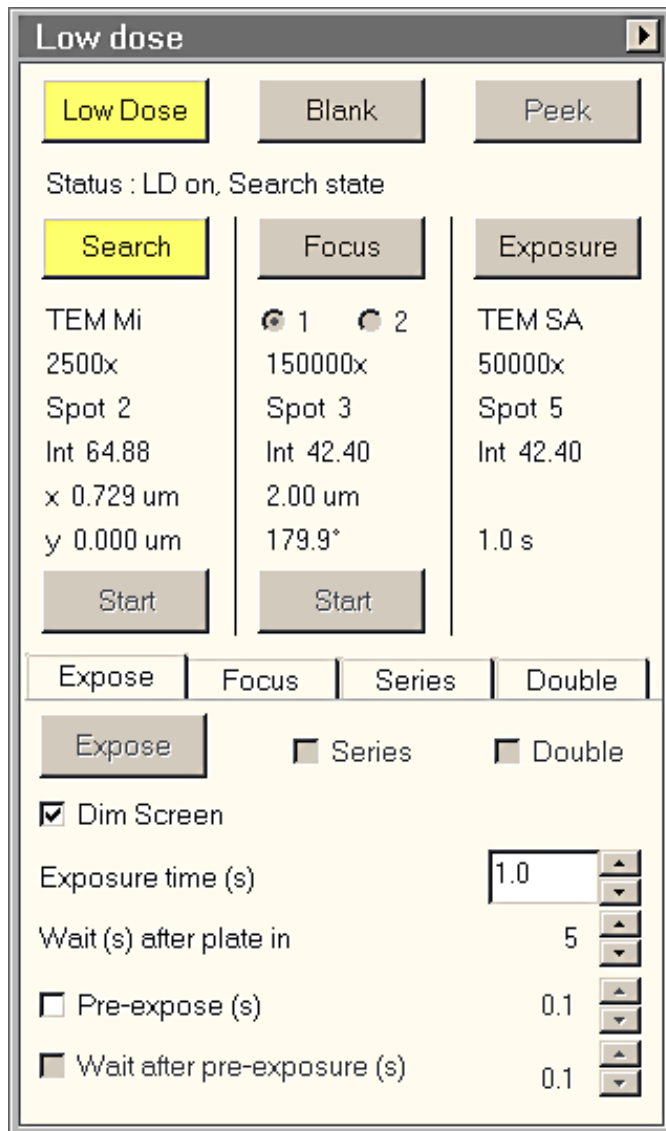 Low dose
Low Dose Blank Peek
Status : LD on, Search state
Search Focus Exposure
TEM Mi 1 2 TEM SA
2500x 150000x 50000x
Spot 2 Spot 3 Spot 5
Int 64.88 Int 42.40 Int 42.40
x 0.729 um 2.00 um
y 0.000 um 179.9° 1.0 s
Start Start
Expose Focus Series Double
Expose Series Double
Dim Screen
Exposure time (s) 1.0
Wait (s) after plate in 5
Pre-expose (s) 0.1
Wait after pre-exposure (s) 0.1